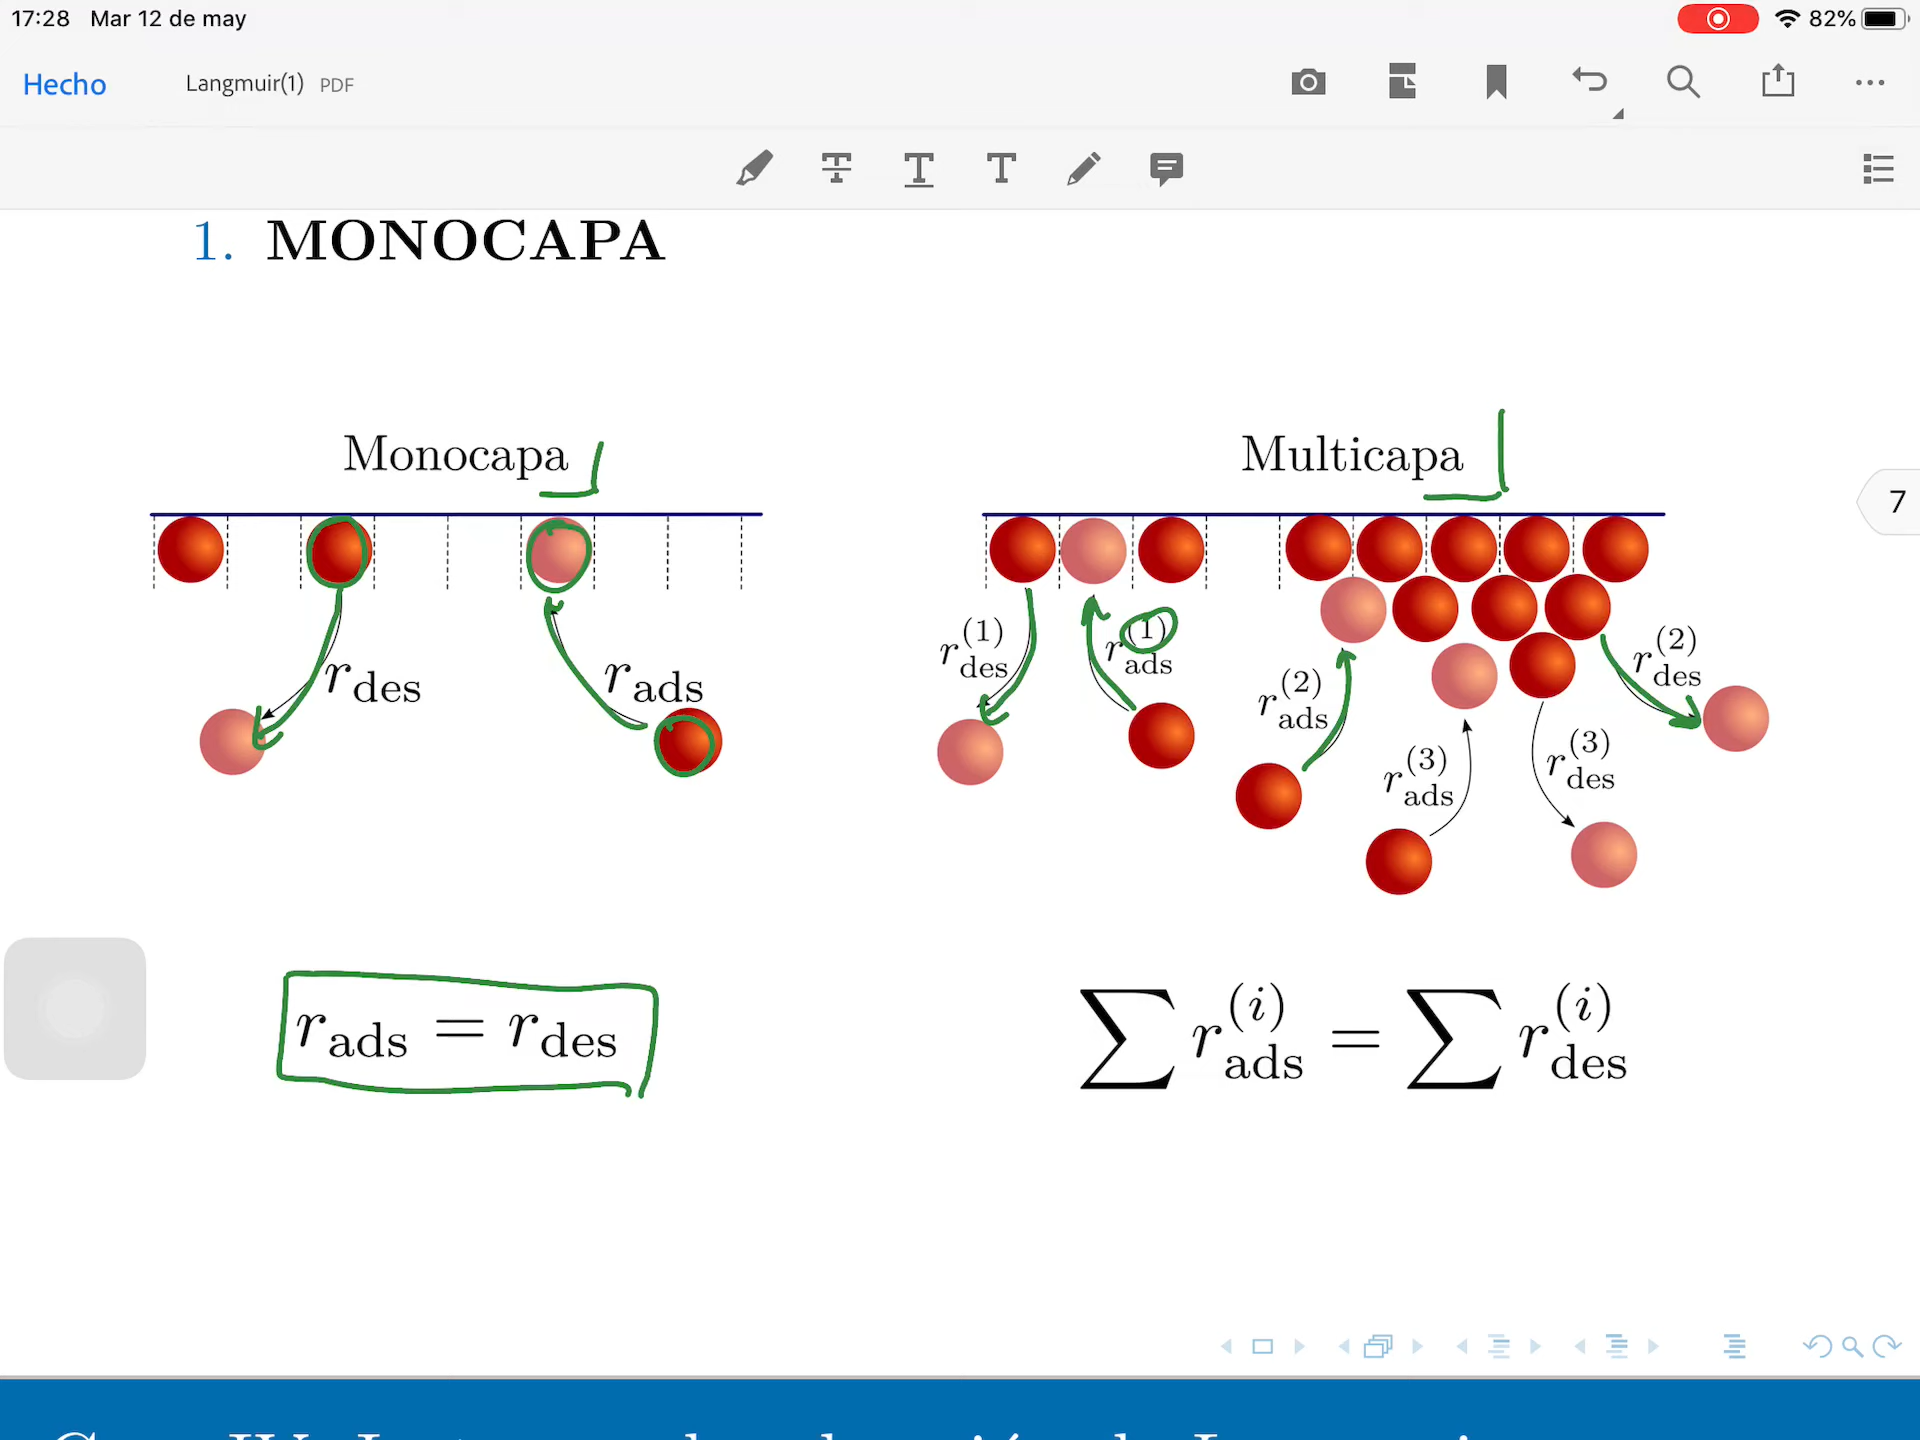 17:28 Mar 12 de may 82%
Hecho Langmuir(1) PDF
1. MONOCAPA
Monocapa
Multicapa
7
r_des
r_ads
r_des^(1)
r_ads^(1)
r_ads^(2)
r_ads^(3)
r_des^(3)
r_des^(2)
r_ads = r_des
∑ r_ads^(i) = ∑ r_des^(i)